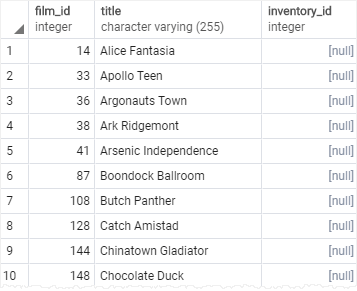 film_id title inventory_id
integer character varying (255) integer
1 14 Alice Fantasia [null]
2 33 Apollo Teen [null]
3 36 Argonauts Town [null]
4 38 Ark Ridgemont [null]
5 41 Arsenic Independence [null]
6 87 Boondock Ballroom [null]
7 108 Butch Panther [null]
8 128 Catch Amistad [null]
9 144 Chinatown Gladiator [null]
10 148 Chocolate Duck [null]